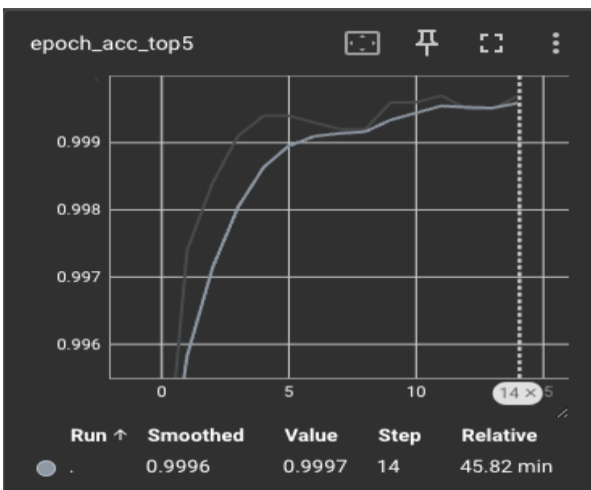 epoch_acc_top5
0.999
0.998
0.997
0.996
0 5 10 14 × 5
Run ↑ Smoothed Value Step Relative
. 0.9996 0.9997 14 45.82 min